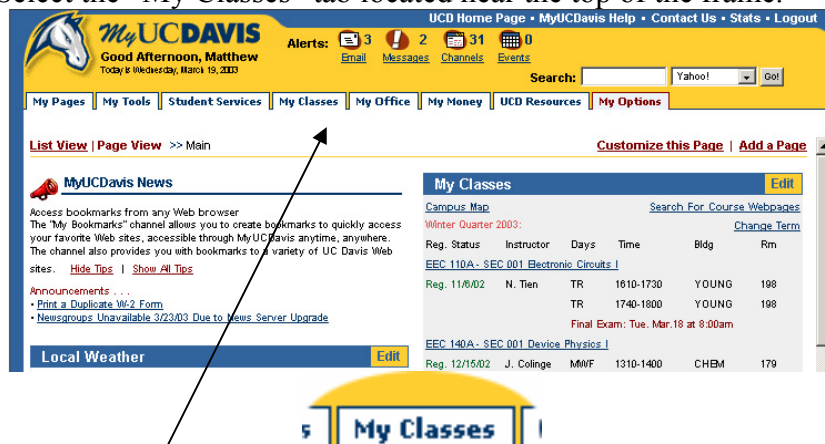 Select the "My Classes" tab located near the top of the frame.
UCD Home Page • MyUCDavis Help • Contact Us • Stats • Logout
MyUCDAVIS
Good Afternoon, Matthew
Today is Wednesday, March 19, 2003
Alerts: 3 2 31 0
Email Messages Channels Events
Search: Yahoo! Go!
My Pages My Tools Student Services My Classes My Office My Money UCD Resources My Options
List View | Page View >> Main Customize this Page | Add a Page
MyUCDavis News
Access bookmarks from any Web browser
The "My Bookmarks" channel allows you to create bookmarks to quickly access
your favorite Web sites, accessible through MyUCDavis anytime, anywhere.
The channel also provides you with bookmarks to a variety of UC Davis Web
sites. Hide Tips | Show All Tips
Announcements . . .
• Print a Duplicate W-2 Form
• Newsgroups Unavailable 3/23/03 Due to News Server Upgrade
Local Weather Edit
My Classes Edit
Campus Map Search For Course Webpages
Winter Quarter 2003: Change Term
Reg. Status Instructor Days Time Bldg Rm
EEC 110A - SEC 001 Electronic Circuits I
Reg. 11/6/02 N. Tien TR 1610-1730 YOUNG 198
TR 1740-1800 YOUNG 198
Final Exam: Tue. Mar.18 at 8:00am
EEC 140A - SEC 001 Device Physics I
Reg. 12/15/02 J. Colinge MWF 1310-1400 CHEM 179
s My Classes